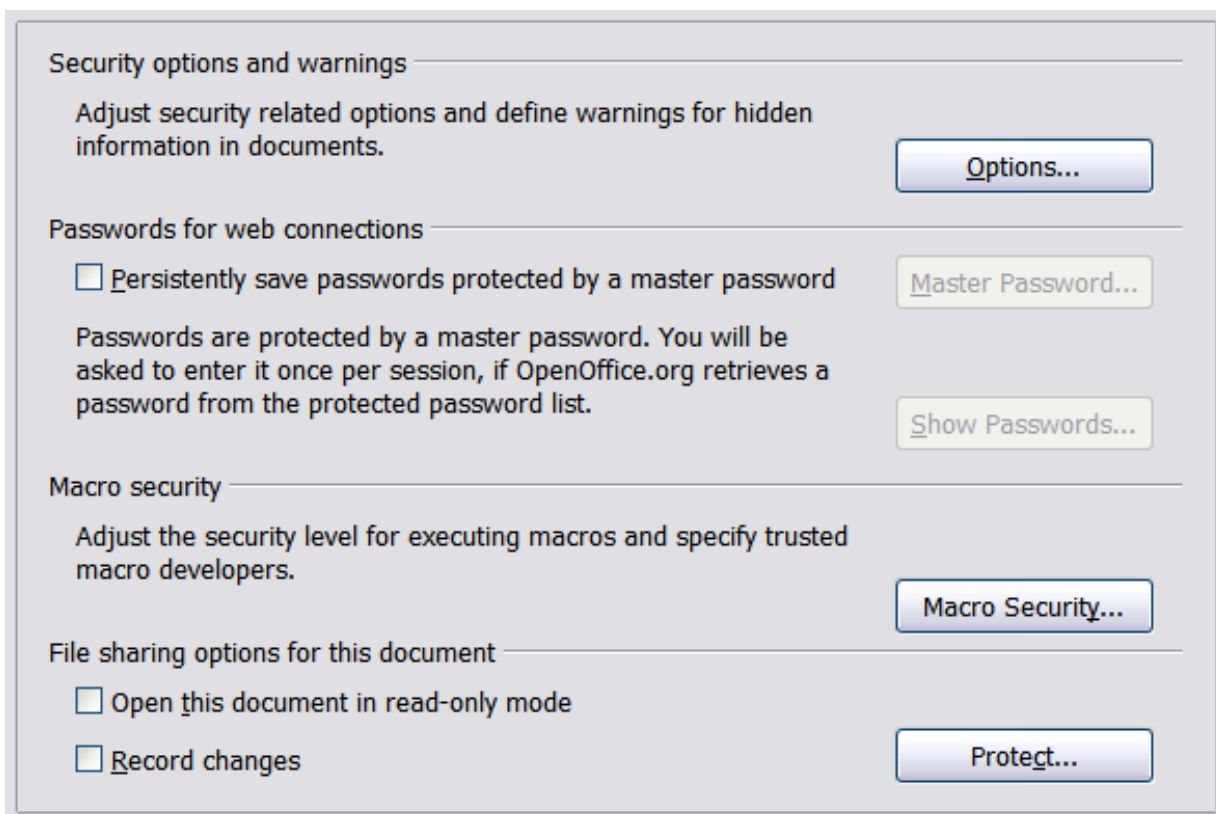 Security options and warnings
Adjust security related options and define warnings for hidden
information in documents.
Options...
Passwords for web connections
Persistently save passwords protected by a master password
Master Password...
Passwords are protected by a master password. You will be
asked to enter it once per session, if OpenOffice.org retrieves a
password from the protected password list.
Show Passwords...
Macro security
Adjust the security level for executing macros and specify trusted
macro developers.
Macro Security...
File sharing options for this document
Open this document in read-only mode
Record changes
Protect...